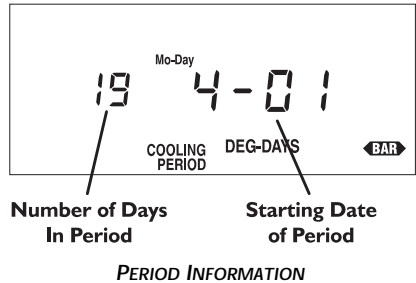 Mo-Day
19 4-01
COOLING DEG-DAYS BAR
PERIOD
Number of Days Starting Date
In Period of Period
PERIOD INFORMATION